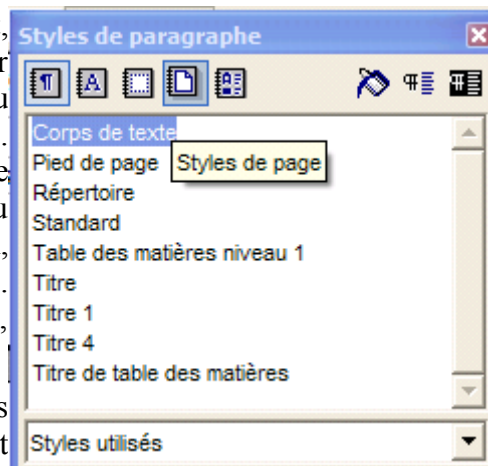 Styles de paragraphe
Corps de texte
Pied de page
Styles de page
Répertoire
Standard
Table des matières niveau 1
Titre
Titre 1
Titre 4
Titre de table des matières
Styles utilisés